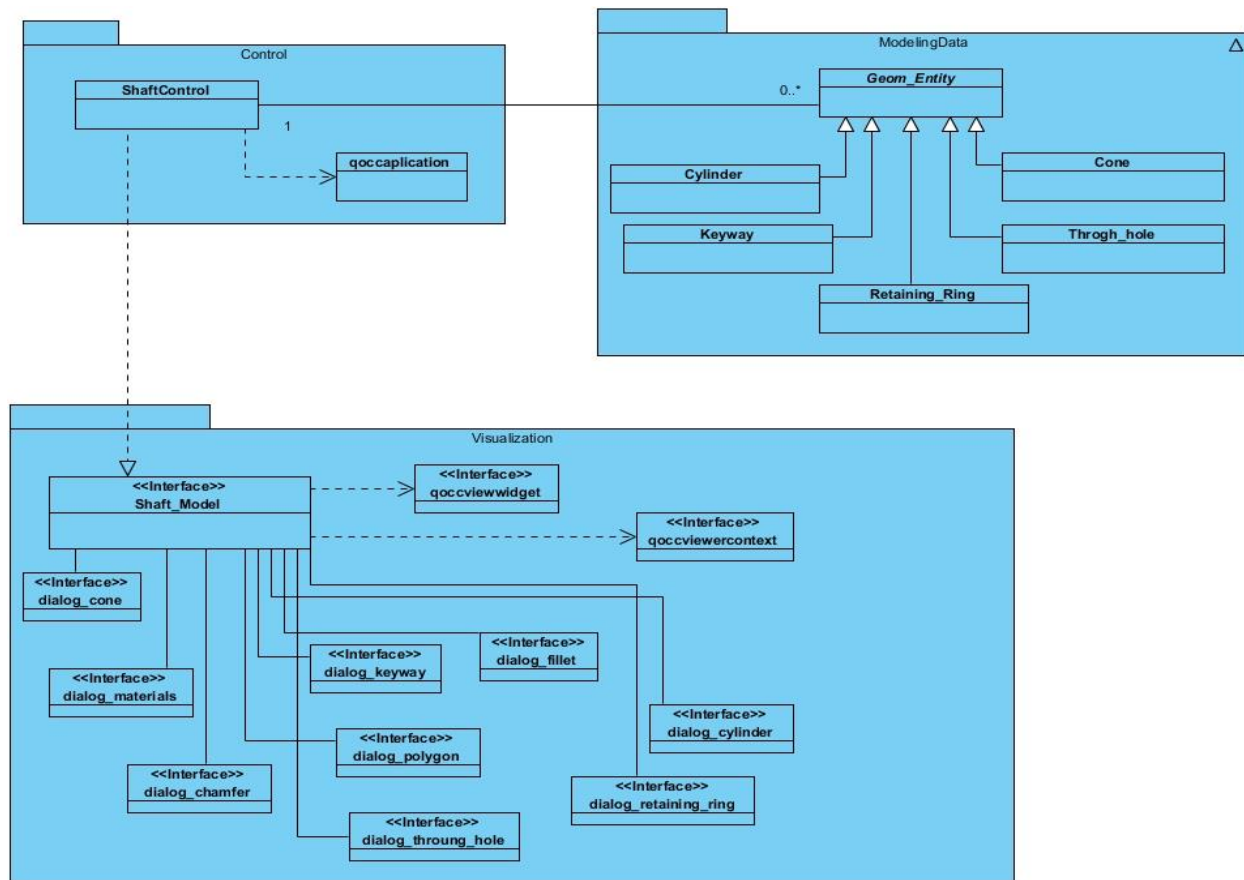 Control
ShaftControl
1
qoccaplication
ModelingData
Geom_Entity
0..*
Cylinder
Cone
Keyway
Throgh_hole
Retaining_Ring
Visualization
<<Interface>>
Shaft_Model
<<Interface>>
qoccviewwidget
<<Interface>>
qoccviewercontext
<<Interface>>
dialog_cone
<<Interface>>
dialog_fillet
<<Interface>>
dialog_keyway
<<Interface>>
dialog_materials
<<Interface>>
dialog_cylinder
<<Interface>>
dialog_polygon
<<Interface>>
dialog_chamfer
<<Interface>>
dialog_retaining_ring
<<Interface>>
dialog_throung_hole